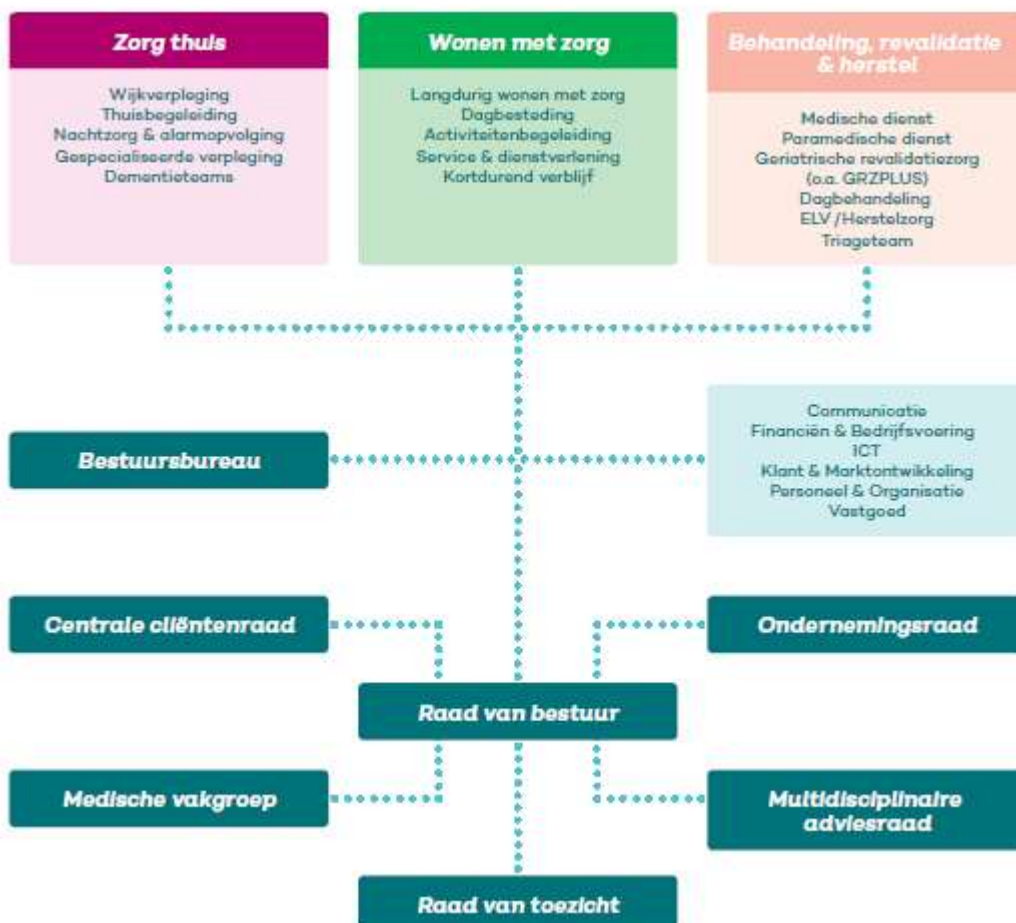 Zorg thuis
Wijkverpleging
Thuisbegeleiding
Nachtzorg & alarmopvolging
Gespecialiseerde verpleging
Dementieteams
Wonen met zorg
Langdurig wonen met zorg
Dagbesteding
Activiteitenbegeleiding
Service & dienstverlening
Kortdurend verblijf
Behandeling, revalidatie
& herstel
Medische dienst
Paramedische dienst
Geriatrische revalidatiezorg
(o.a. GRZPLUS)
Dagbehandeling
ELV /Herstelzorg
Triageteam
Bestuursbureau
Communicatie
Financiën & Bedrijfsvoering
ICT
Klant & Marktontwikkeling
Personeel & Organisatie
Vastgoed
Centrale cliëntenraad
Ondernemingsraad
Raad van bestuur
Medische vakgroep
Multidisciplinaire
adviesraad
Raad van toezicht